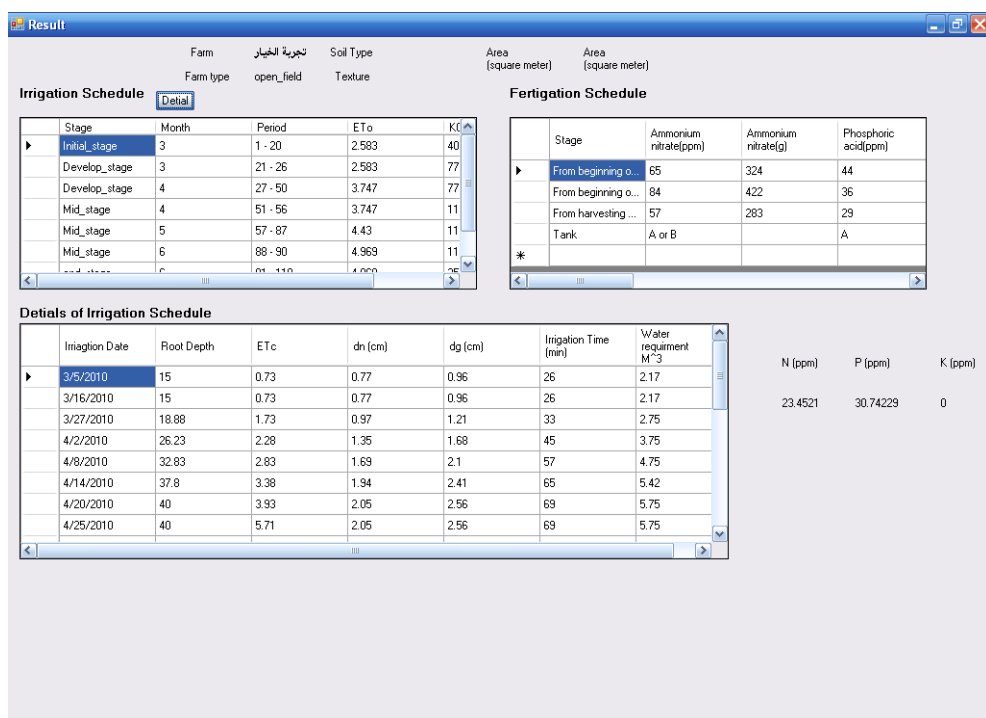 Result
Farm تجربة الخيار Soil Type Area (square meter) Area (square meter)
Farm type open_field Texture
Irrigation Schedule Detial Fertigation Schedule
Stage Month Period ETo
Initial_stage 3 1 - 20 2.583 40
Develop_stage 3 21 - 26 2.583 77
Develop_stage 4 27 - 50 3.747 77
Mid_stage 4 51 - 56 3.747 11
Mid_stage 5 57 - 87 4.43 11
Mid_stage 6 88 - 90 4.969 11
Stage Ammonium nitrate(ppm) Ammonium nitrate(g) Phosphoric acid(ppm)
From beginning o... 65 324 44
From beginning o... 84 422 36
From harvesting ... 57 283 29
Tank A or B A
Detials of Irrigation Schedule
Irriagtion Date Root Depth ETc dn (cm) dg (cm) Irrigation Time (min) Water requirment M^3
3/5/2010 15 0.73 0.77 0.96 26 2.17
3/16/2010 15 0.73 0.77 0.96 26 2.17
3/27/2010 18.88 1.73 0.97 1.21 33 2.75
4/2/2010 26.23 2.28 1.35 1.68 45 3.75
4/8/2010 32.83 2.83 1.69 2.1 57 4.75
4/14/2010 37.8 3.38 1.94 2.41 65 5.42
4/20/2010 40 3.93 2.05 2.56 69 5.75
4/25/2010 40 5.71 2.05 2.56 69 5.75
N (ppm) P (ppm) K (ppm)
23.4521 30.74229 0